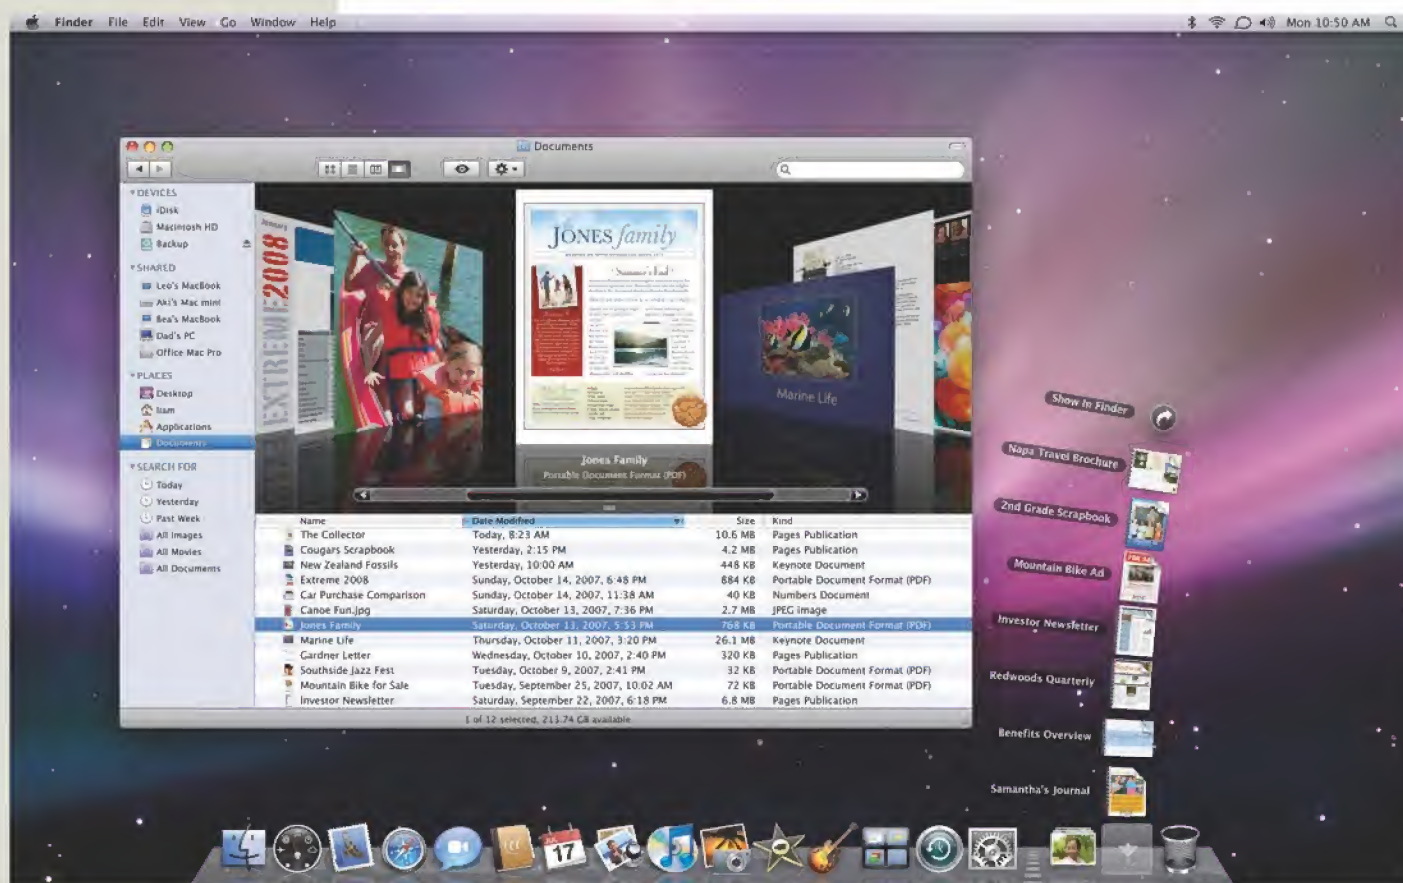 Finder File Edit View Go Window Help
Mon 10:50 AM
Documents
DEVICES
iDisk
Macintosh HD
Backup
SHARED
Leo's MacBook
Aki's Mac mini
Bea's MacBook
Dad's PC
Office Mac Pro
PLACES
Desktop
liam
Applications
Documents
SEARCH FOR
Today
Yesterday
Past Week
All Images
All Movies
All Documents
January
EXTREME 2008
JONES family
Marine Life
Jones Family
Portable Document Format (PDF)
Name Date Modified Size Kind
The Collector Today, 8:23 AM 10.6 MB Pages Publication
Cougars Scrapbook Yesterday, 2:15 PM 4.2 MB Pages Publication
New Zealand Fossils Yesterday, 10:00 AM 448 KB Keynote Document
Extreme 2008 Sunday, October 14, 2007, 6:48 PM 884 KB Portable Document Format (PDF)
Car Purchase Comparison Sunday, October 14, 2007, 11:38 AM 40 KB Numbers Document
Canoe Fun.jpg Saturday, October 13, 2007, 7:36 PM 2.7 MB JPEG image
Jones Family Saturday, October 13, 2007, 5:53 PM 768 KB Portable Document Format (PDF)
Marine Life Thursday, October 11, 2007, 3:20 PM 26.1 MB Keynote Document
Gardner Letter Wednesday, October 10, 2007, 2:40 PM 320 KB Pages Publication
Southside Jazz Fest Tuesday, October 9, 2007, 2:41 PM 32 KB Portable Document Format (PDF)
Mountain Bike for Sale Tuesday, September 25, 2007, 10:02 AM 72 KB Portable Document Format (PDF)
Investor Newsletter Saturday, September 22, 2007, 6:18 PM 6.8 MB Pages Publication
1 of 12 selected, 213.74 GB available
Show in Finder
Napa Travel Brochure
2nd Grade Scrapbook
Mountain Bike Ad
Investor Newsletter
Redwoods Quarterly
Benefits Overview
Samantha's Journal
JUL
17